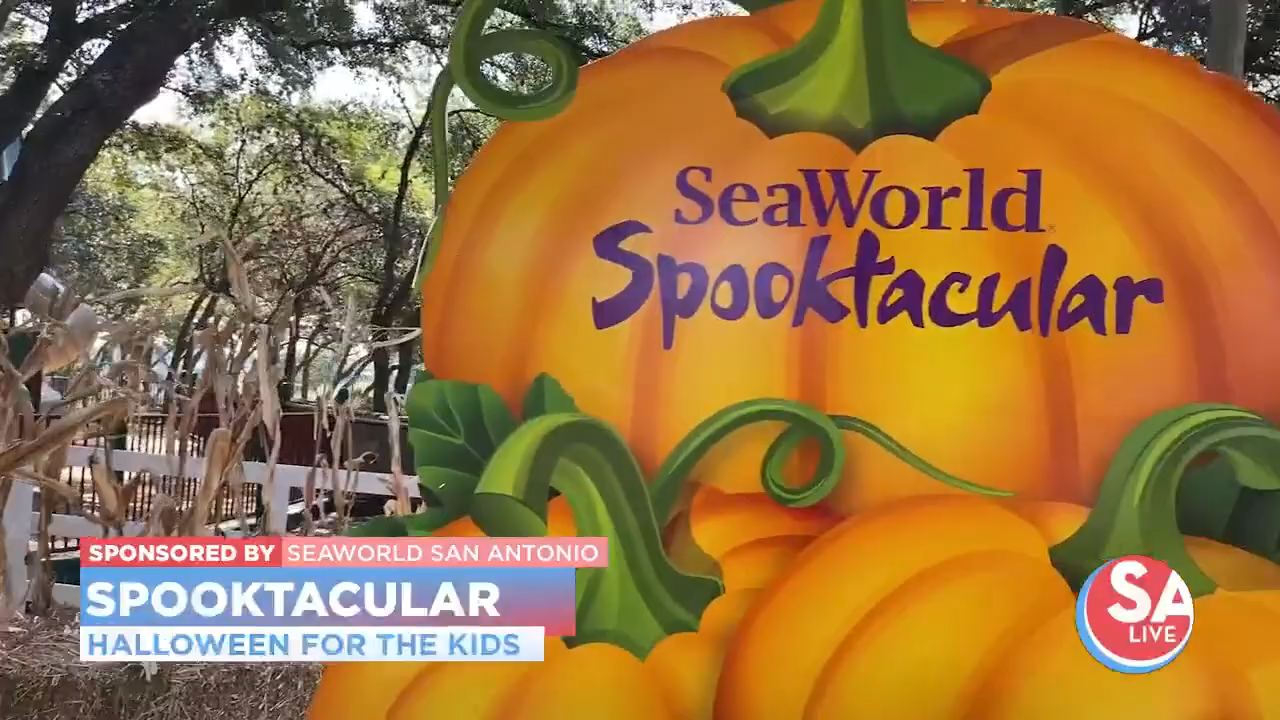 SeaWorld®
Spooktacular
SPONSORED BY SEAWORLD SAN ANTONIO
SPOOKTACULAR
HALLOWEEN FOR THE KIDS
SA
LIVE